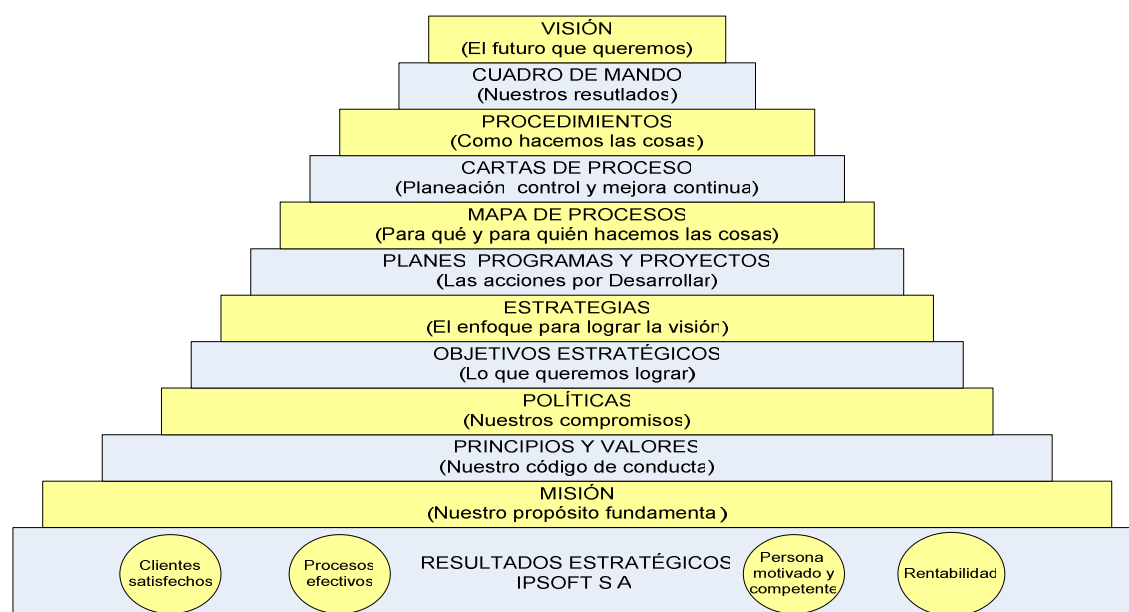 VISIÓN
(El futuro que queremos)
CUADRO DE MANDO
(Nuestros resutlados)
PROCEDIMIENTOS
(Como hacemos las cosas)
CARTAS DE PROCESO
(Planeación control y mejora continua)
MAPA DE PROCESOS
(Para qué y para quién hacemos las cosas)
PLANES PROGRAMAS Y PROYECTOS
(Las acciones por Desarrollar)
ESTRATEGIAS
(El enfoque para lograr la visión)
OBJETIVOS ESTRATÉGICOS
(Lo que queremos lograr)
POLÍTICAS
(Nuestros compromisos)
PRINCIPIOS Y VALORES
(Nuestro código de conducta)
MISIÓN
(Nuestro propósito fundamenta)
Clientes
satisfechos
Procesos
efectivos
RESULTADOS ESTRATÉGICOS
IPSOFT S A
Persona
motivado y
competente
Rentabilidad